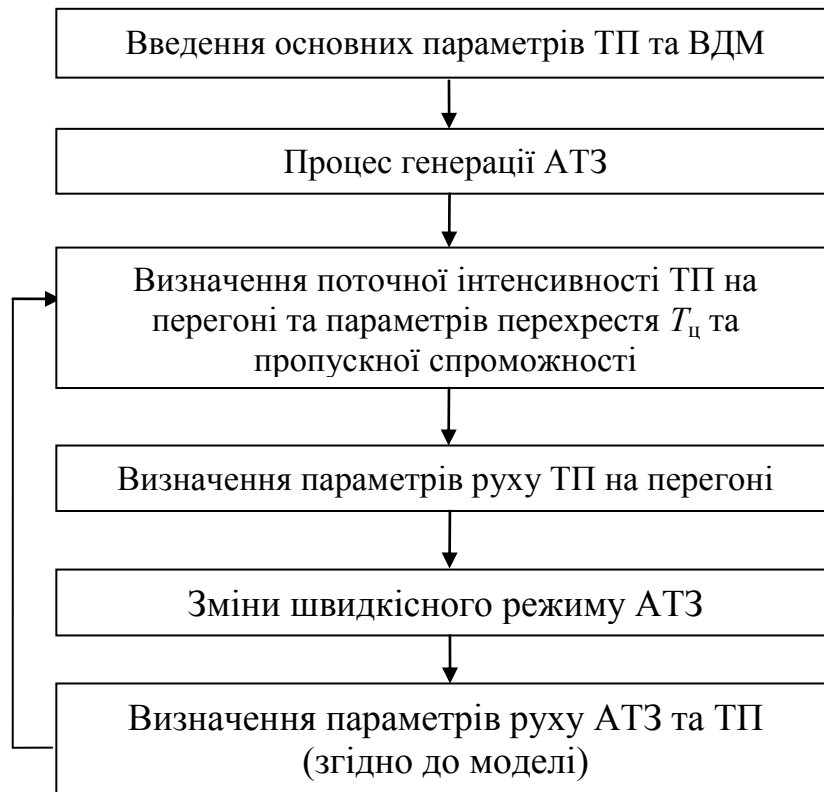 Введення основних параметрів ТП та ВДМ
Процес генерації АТЗ
Визначення поточної інтенсивності ТП на
перегоні та параметрів перехрестя Tц та
пропускної спроможності
Визначення параметрів руху ТП на перегоні
Зміни швидкісного режиму АТЗ
Визначення параметрів руху АТЗ та ТП
(згідно до моделі)